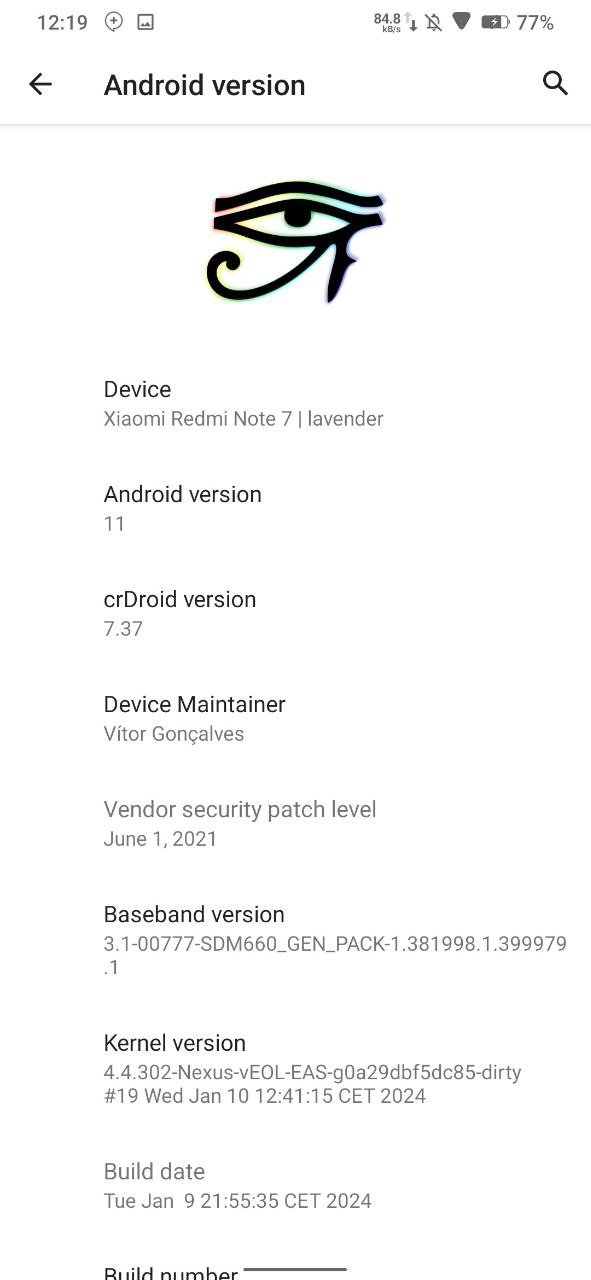 12:19
84.8
kB/s
77%
Android version
Device
Xiaomi Redmi Note 7 | lavender
Android version
11
crDroid version
7.37
Device Maintainer
Vítor Gonçalves
Vendor security patch level
June 1, 2021
Baseband version
3.1-00777-SDM660_GEN_PACK-1.381998.1.399979
.1
Kernel version
4.4.302-Nexus-vEOL-EAS-g0a29dbf5dc85-dirty
#19 Wed Jan 10 12:41:15 CET 2024
Build date
Tue Jan  9 21:55:35 CET 2024
Build number